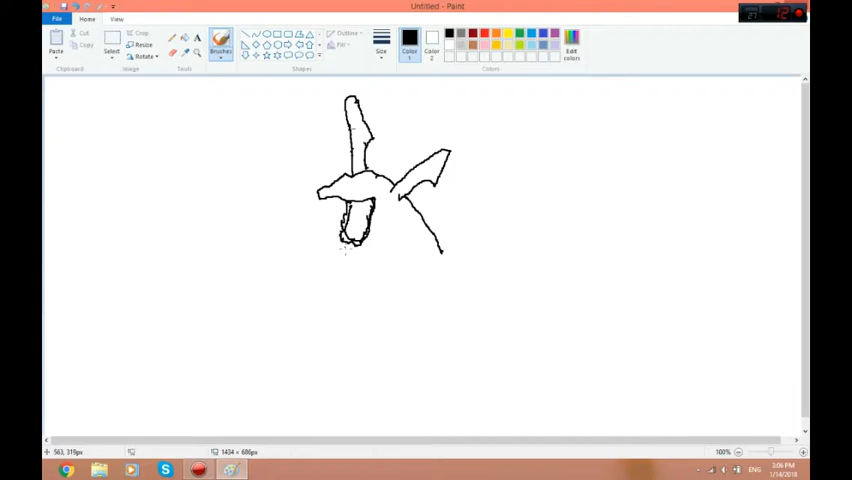 Untitled - Paint
File Home View
Paste
Cut
Copy
Clipboard
Select
Crop
Resize
Rotate
Image
A
Tools
Brushes
Shapes
Outline
Fill
Size
Color 1
Color 2
Edit colors
Colors
27 12
563, 319px
1434 × 686px
100%
S
ENG
3:06 PM
1/14/2018